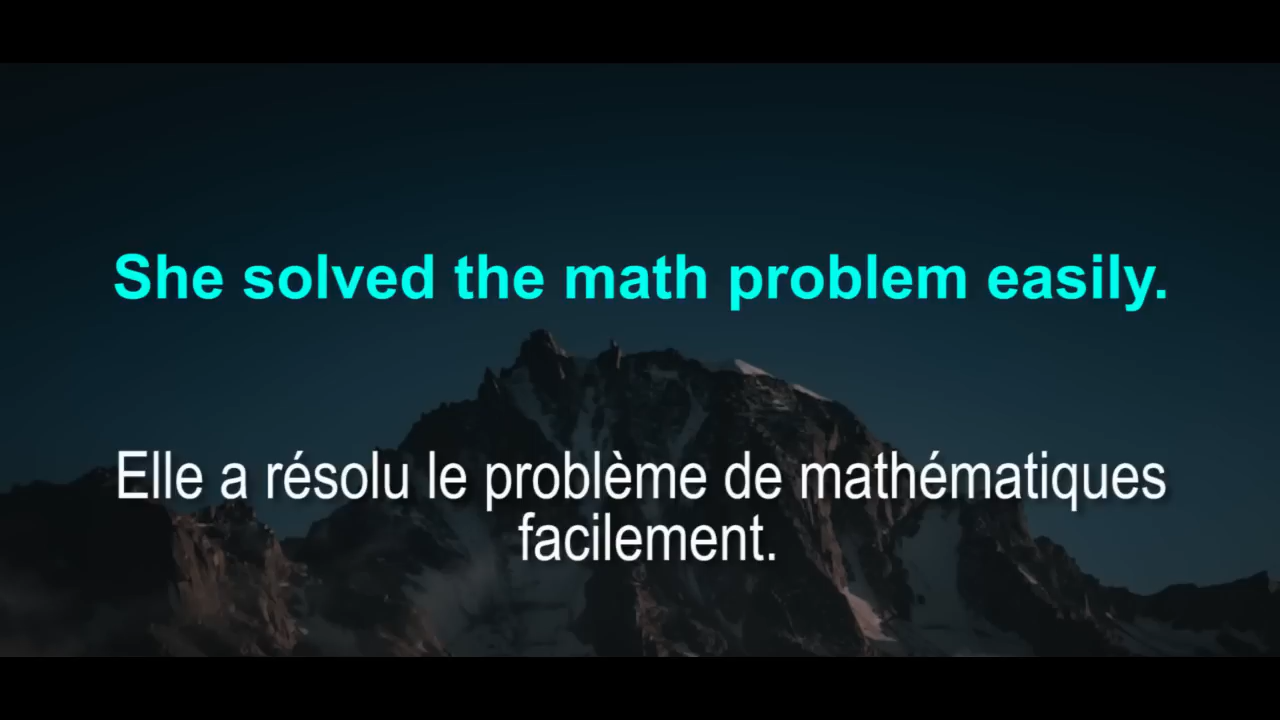 She solved the math problem easily.
Elle a résolu le problème de mathématiques
facilement.